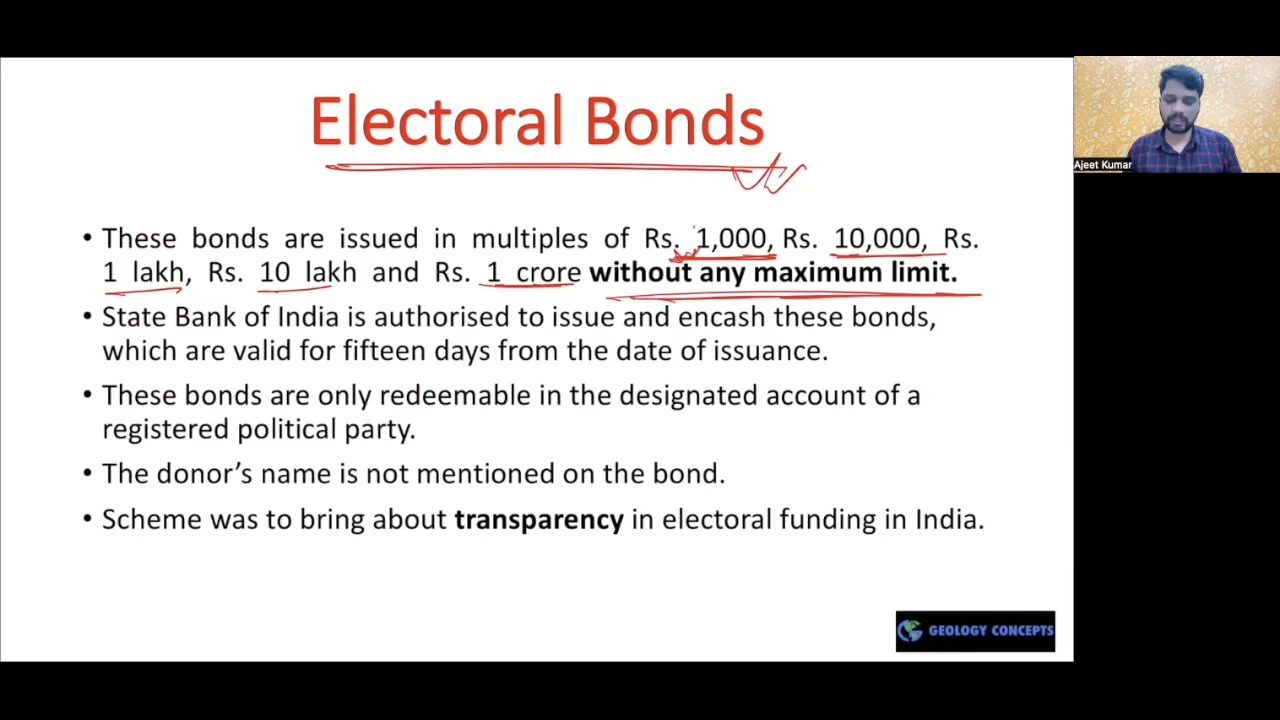 Electoral Bonds
• These bonds are issued in multiples of Rs. 1,000, Rs. 10,000, Rs.
1 lakh, Rs. 10 lakh and Rs. 1 crore without any maximum limit.
• State Bank of India is authorised to issue and encash these bonds,
which are valid for fifteen days from the date of issuance.
• These bonds are only redeemable in the designated account of a
registered political party.
• The donor’s name is not mentioned on the bond.
• Scheme was to bring about transparency in electoral funding in India.
GEOLOGY CONCEPTS
Ajeet Kumar